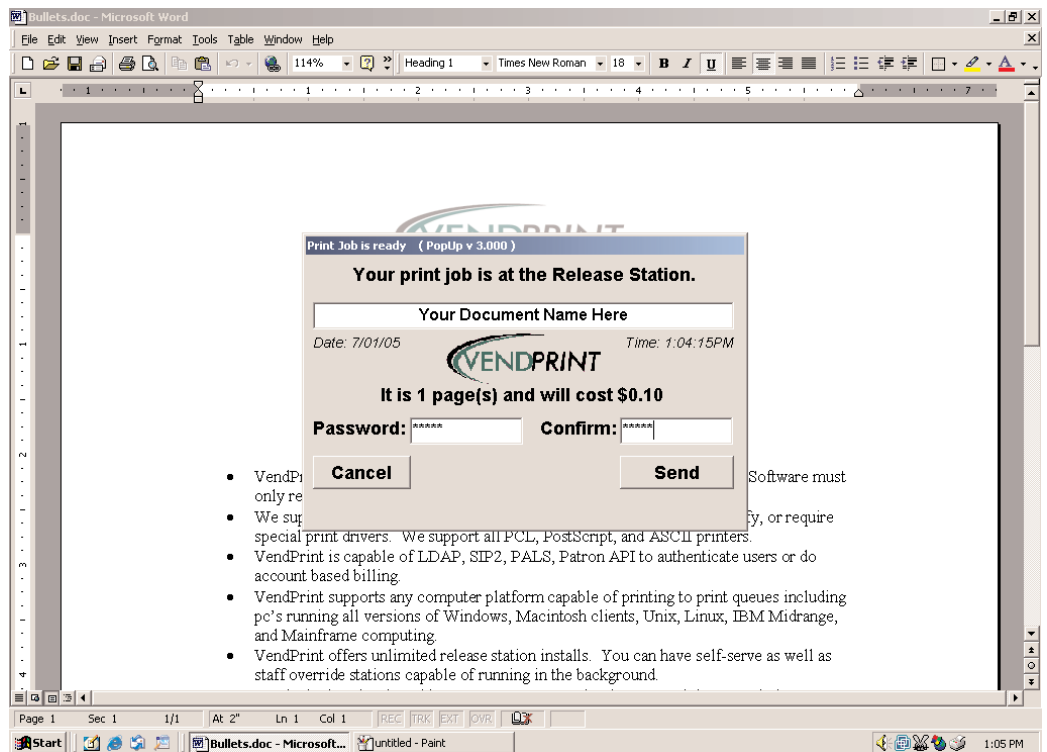 Bullets.doc - Microsoft Word
File Edit View Insert Format Tools Table Window Help
114% Heading 1 Times New Roman 18 B I U
1 1 2 3 4 5 7
VENDPRINT
Print Job is ready ( PopUp v 3.000 )
Your print job is at the Release Station.
Your Document Name Here
Date: 7/01/05 Time: 1:04:15PM
VENDPRINT
It is 1 page(s) and will cost $0.10
Password: ***** Confirm: *****
Cancel Send
• VendPr Software must
only re
• We sup fy, or require
special print drivers. We support all PCL, PostScript, and ASCII printers.
• VendPrint is capable of LDAP, SIP2, PALS, Patron API to authenticate users or do
account based billing.
• VendPrint supports any computer platform capable of printing to print queues including
pc's running all versions of Windows, Macintosh clients, Unix, Linux, IBM Midrange,
and Mainframe computing.
• VendPrint offers unlimited release station installs. You can have self-serve as well as
staff override stations capable of running in the background.
Page 1 Sec 1 1/1 At 2" Ln 1 Col 1 REC TRK EXT OVR
Start Bullets.doc - Microsoft... untitled - Paint 1:05 PM